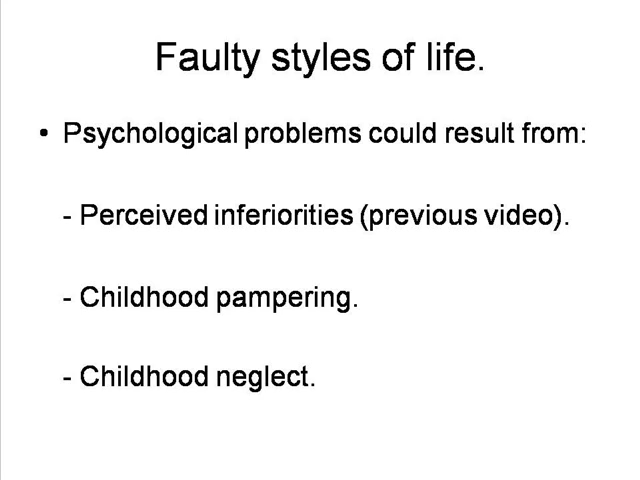 Faulty styles of life.
• Psychological problems could result from:
- Perceived inferiorities (previous video).
- Childhood pampering.
- Childhood neglect.